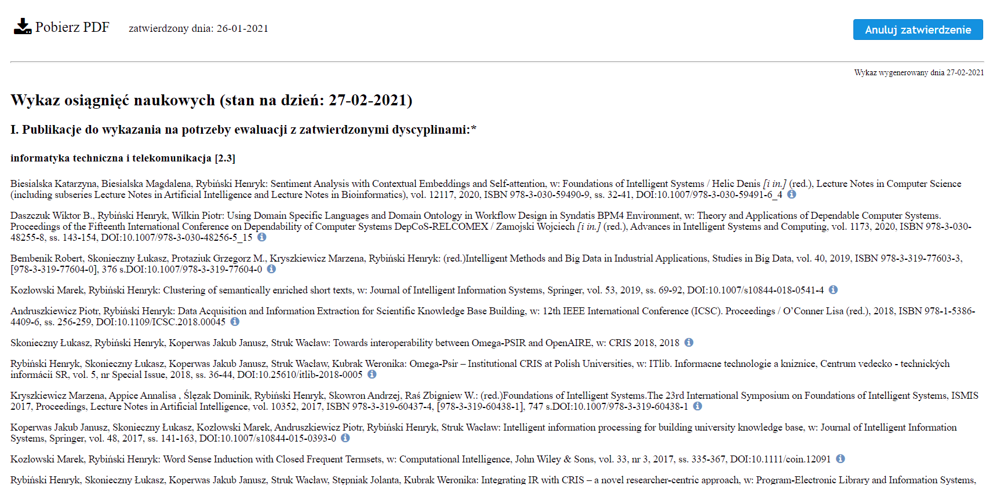 Pobierz PDF zatwierdzony dnia: 26-01-2021 Anuluj zatwierdzenie
Wykaz wygenerowany dnia 27-02-2021
Wykaz osiągnięć naukowych (stan na dzień: 27-02-2021)
I. Publikacje do wykazania na potrzeby ewaluacji z zatwierdzonymi dyscyplinami:*
informatyka techniczna i telekomunikacja [2.3]
Biesialska Katarzyna, Biesialska Magdalena, Rybiński Henryk: Sentiment Analysis with Contextual Embeddings and Self-attention, w: Foundations of Intelligent Systems / Helic Denis [i in.] (red.), Lecture Notes in Computer Science
(including subseries Lecture Notes in Artificial Intelligence and Lecture Notes in Bioinformatics), vol. 12117, 2020, ISBN 978-3-030-59490-9, ss. 32-41, DOI:10.1007/978-3-030-59491-6_4
Daszczuk Wiktor B., Rybiński Henryk, Wilkin Piotr: Using Domain Specific Languages and Domain Ontology in Workflow Design in Syndatis BPM4 Environment, w: Theory and Applications of Dependable Computer Systems.
Proceedings of the Fifteenth International Conference on Dependability of Computer Systems DepCoS-RELCOMEX / Zamojski Wojciech [i in.] (red.), Advances in Intelligent Systems and Computing, vol. 1173, 2020, ISBN 978-3-030-
48255-8, ss. 143-154, DOI:10.1007/978-3-030-48256-5_15
Bembenik Robert, Skonieczny Łukasz, Protaziuk Grzegorz M., Kryszkiewicz Marzena, Rybiński Henryk: (red.)Intelligent Methods and Big Data in Industrial Applications, Studies in Big Data, vol. 40, 2019, ISBN 978-3-319-77603-3,
[978-3-319-77604-0], 376 s.DOI:10.1007/978-3-319-77604-0
Kozłowski Marek, Rybiński Henryk: Clustering of semantically enriched short texts, w: Journal of Intelligent Information Systems, Springer, vol. 53, 2019, ss. 69-92, DOI:10.1007/s10844-018-0541-4
Andruszkiewicz Piotr, Rybiński Henryk: Data Acquisition and Information Extraction for Scientific Knowledge Base Building, w: 12th IEEE International Conference (ICSC). Proceedings / O’Conner Lisa (red.), 2018, ISBN 978-1-5386-
4409-6, ss. 256-259, DOI:10.1109/ICSC.2018.00045
Skonieczny Łukasz, Rybiński Henryk, Koperwas Jakub Janusz, Struk Wacław: Towards interoperability between Omega-PSIR and OpenAIRE, w: CRIS 2018, 2018
Rybiński Henryk, Skonieczny Łukasz, Koperwas Jakub Janusz, Struk Wacław, Kubrak Weronika: Omega-Psir – Institutional CRIS at Polish Universities, w: ITlib. Informacne technologie a kniznice, Centrum vedecko - technických
informácií SR, vol. 5, nr Special Issue, 2018, ss. 36-44, DOI:10.25610/itlib-2018-0005
Kryszkiewicz Marzena, Appice Annalisa , Ślęzak Dominik, Rybiński Henryk, Skowron Andrzej, Raś Zbigniew W.: (red.)Foundations of Intelligent Systems.The 23rd International Symposium on Foundations of Intelligent Systems, ISMIS
2017, Proceedings, Lecture Notes in Artificial Intelligence, vol. 10352, 2017, ISBN 978-3-319-60437-4, [978-3-319-60438-1], 747 s.DOI:10.1007/978-3-319-60438-1
Koperwas Jakub Janusz, Skonieczny Łukasz, Kozłowski Marek, Andruszkiewicz Piotr, Rybiński Henryk, Struk Wacław: Intelligent information processing for building university knowledge base, w: Journal of Intelligent Information
Systems, Springer, vol. 48, 2017, ss. 141-163, DOI:10.1007/s10844-015-0393-0
Kozłowski Marek, Rybiński Henryk: Word Sense Induction with Closed Frequent Termsets, w: Computational Intelligence, John Wiley & Sons, vol. 33, nr 3, 2017, ss. 335-367, DOI:10.1111/coin.12091
Rybiński Henryk, Skonieczny Łukasz, Koperwas Jakub Janusz, Struk Wacław, Stępniak Jolanta, Kubrak Weronika: Integrating IR with CRIS – a novel researcher-centric approach, w: Program-Electronic Library and Information Systems,